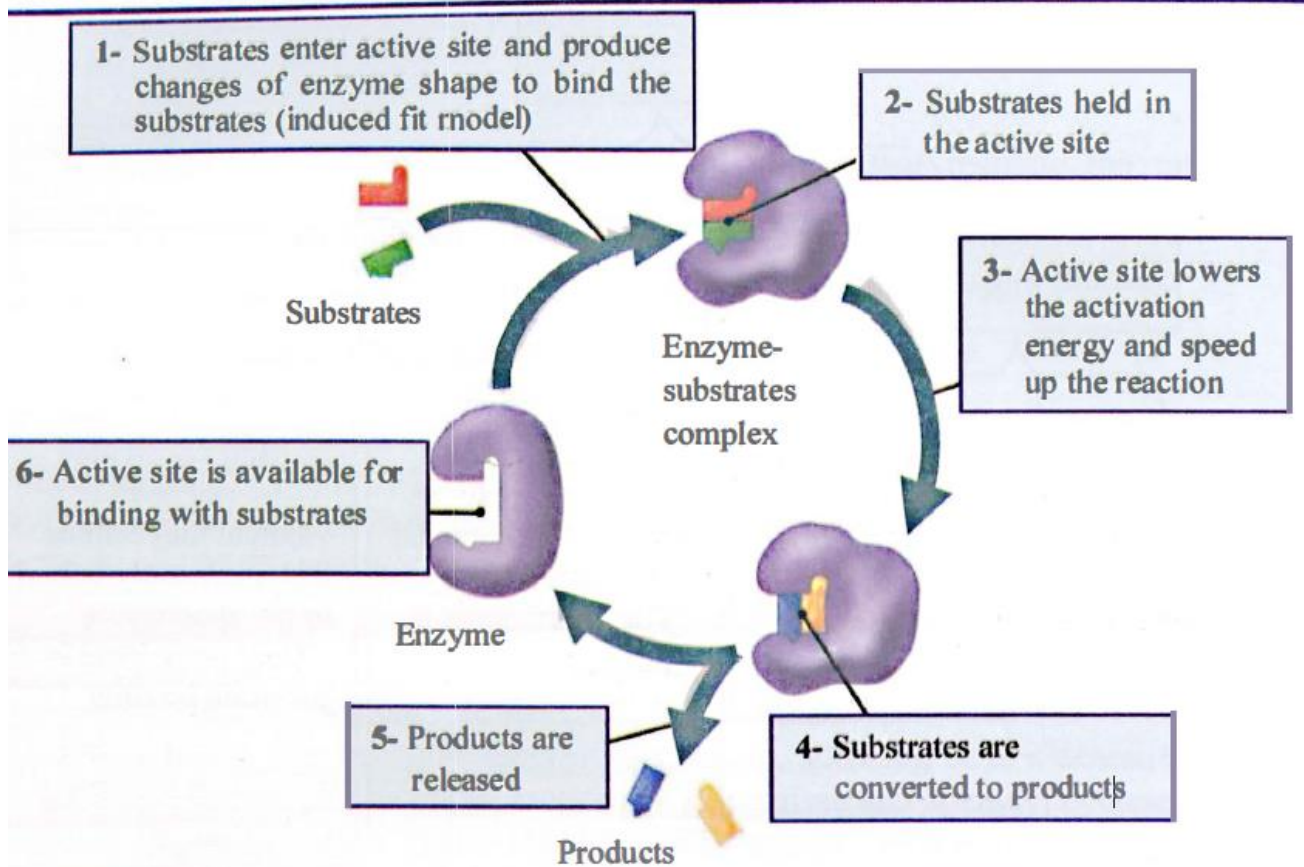 1- Substrates enter active site and produce
changes of enzyme shape to bind the
substrates (induced fit model)
2- Substrates held in
the active site
Substrates
3- Active site lowers
the activation
energy and speed
up the reaction
Enzyme-
substrates
complex
6- Active site is available for
binding with substrates
Enzyme
5- Products are
released
4- Substrates are
converted to products
Products